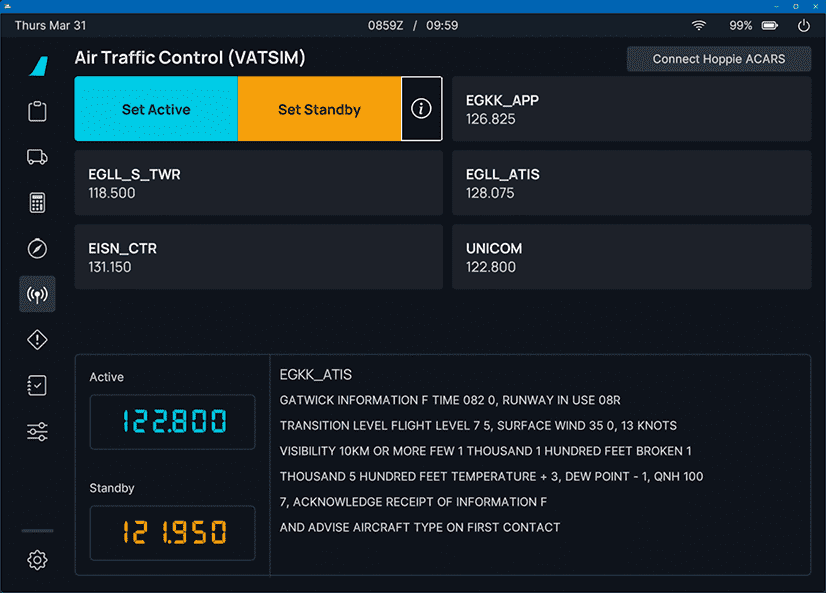 Thurs Mar 31
0859Z / 09:59
99%
Air Traffic Control (VATSIM)
Connect Hoppie ACARS
Set Active
Set Standby
EGKK_APP
126.825
EGLL_S_TWR
118.500
EGLL_ATIS
128.075
EISN_CTR
131.150
UNICOM
122.800
Active
122.800
Standby
121.950
EGKK_ATIS
GATWICK INFORMATION F TIME 082 0, RUNWAY IN USE 08R
TRANSITION LEVEL FLIGHT LEVEL 7 5, SURFACE WIND 35 0, 13 KNOTS
VISIBILITY 10KM OR MORE FEW 1 THOUSAND 1 HUNDRED FEET BROKEN 1
THOUSAND 5 HUNDRED FEET TEMPERATURE + 3, DEW POINT - 1, QNH 100
7, ACKNOWLEDGE RECEIPT OF INFORMATION F
AND ADVISE AIRCRAFT TYPE ON FIRST CONTACT